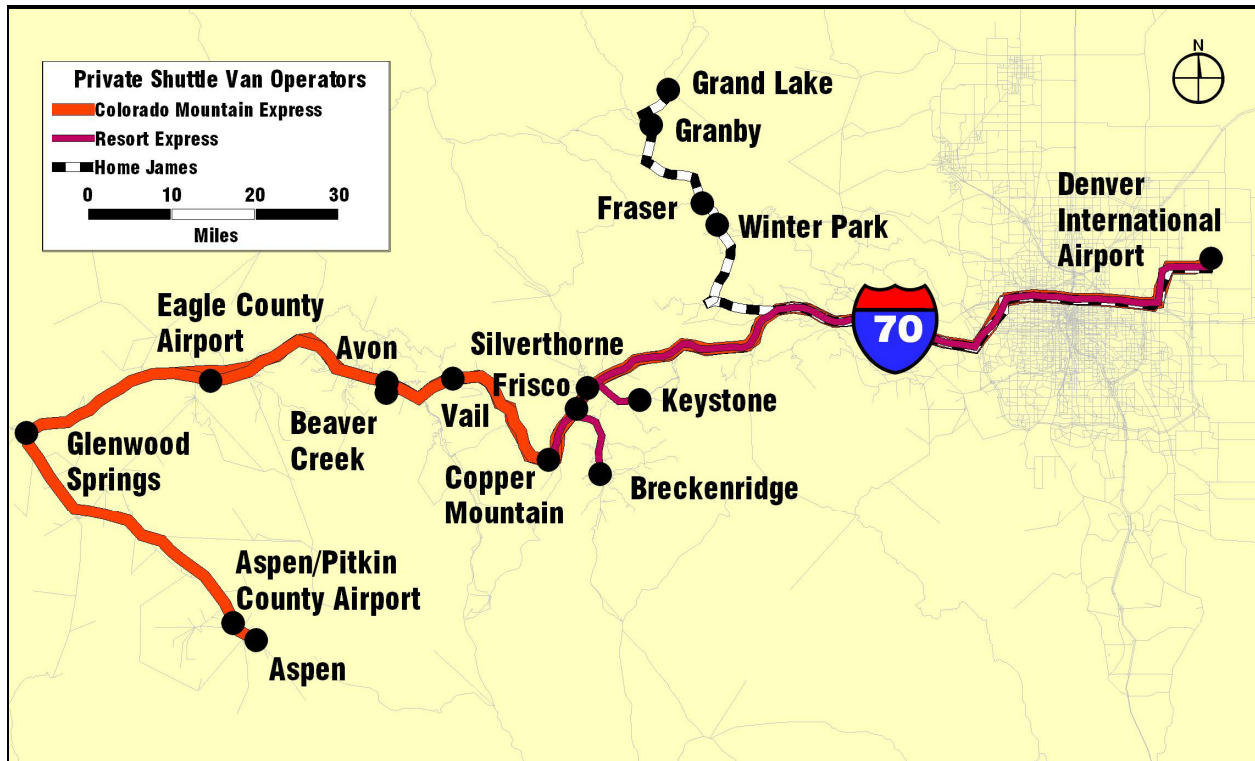 Private Shuttle Van Operators
Colorado Mountain Express
Resort Express
Home James
0 10 20 30
Miles
N
Grand Lake
Granby
Fraser
Winter Park
Denver
International
Airport
70
Eagle County
Airport
Avon
Silverthorne
Frisco
Keystone
Vail
Beaver
Creek
Glenwood
Springs
Copper
Mountain
Breckenridge
Aspen/Pitkin
County Airport
Aspen